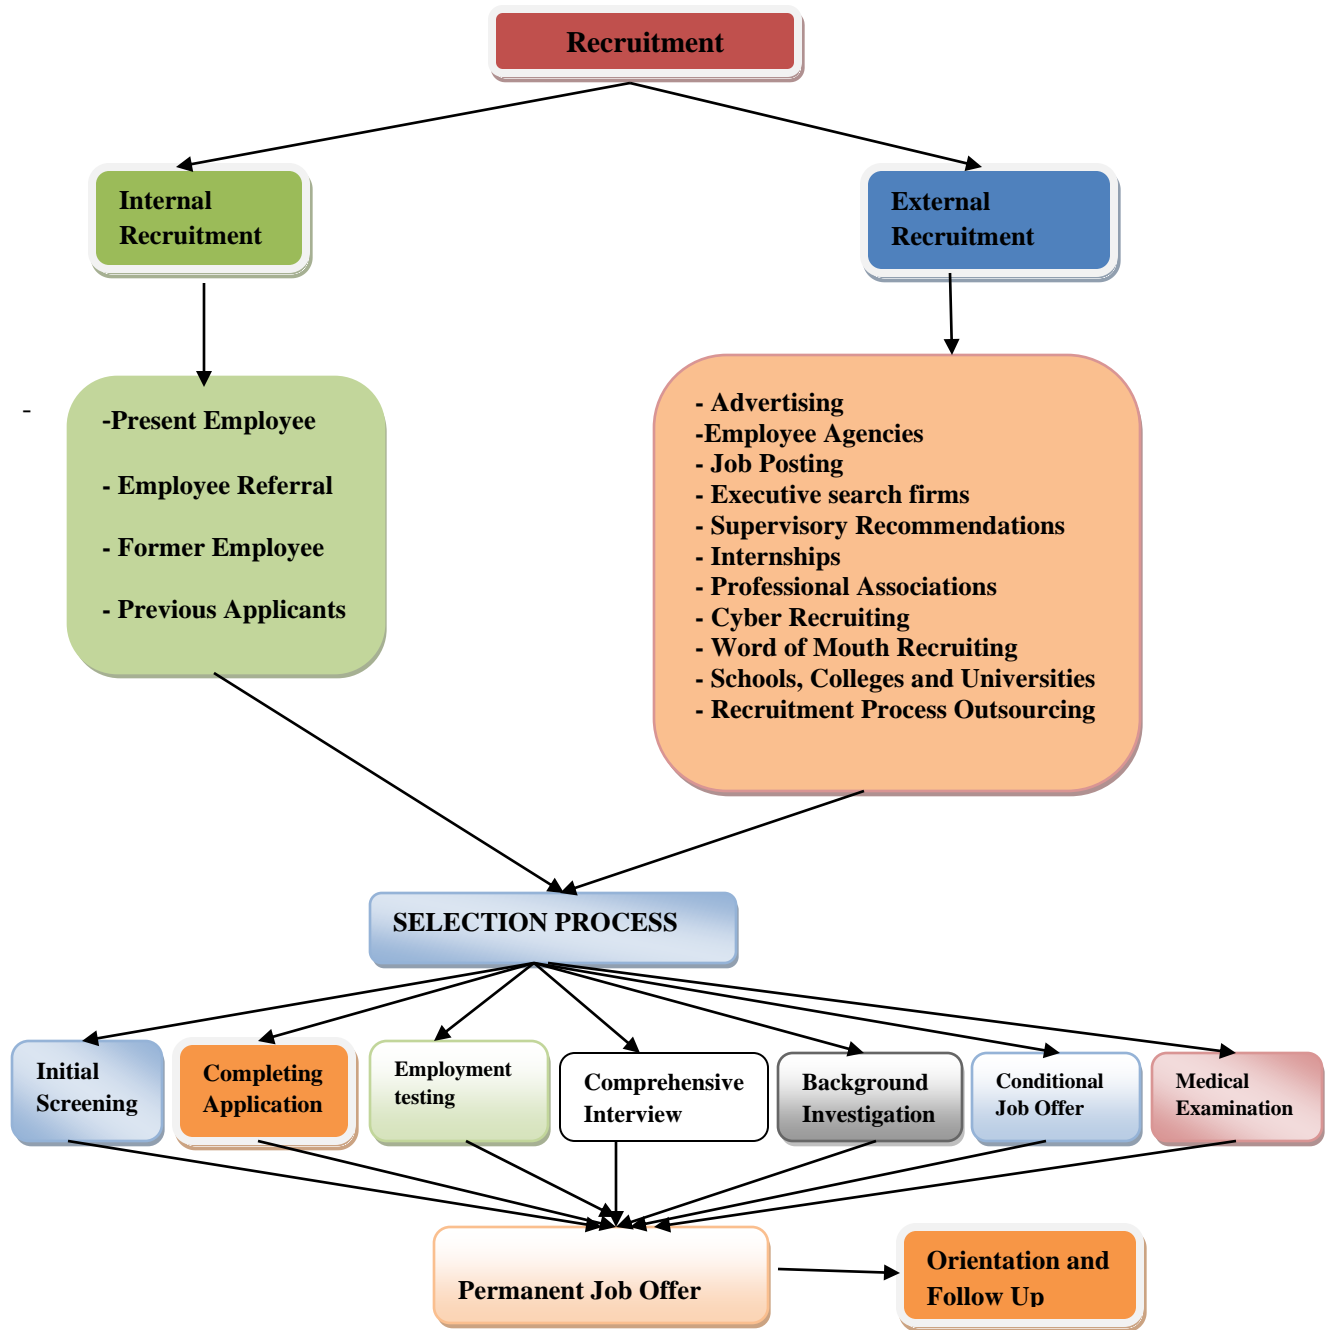 Recruitment
Internal
Recruitment
External
Recruitment
-
-Present Employee
- Employee Referral
- Former Employee
- Previous Applicants
- Advertising
-Employee Agencies
- Job Posting
- Executive search firms
- Supervisory Recommendations
- Internships
- Professional Associations
- Cyber Recruiting
- Word of Mouth Recruiting
- Schools, Colleges and Universities
- Recruitment Process Outsourcing
SELECTION PROCESS
Initial
Screening
Completing
Application
Employment
testing
Comprehensive
Interview
Background
Investigation
Conditional
Job Offer
Medical
Examination
Permanent Job Offer
Orientation and
Follow Up